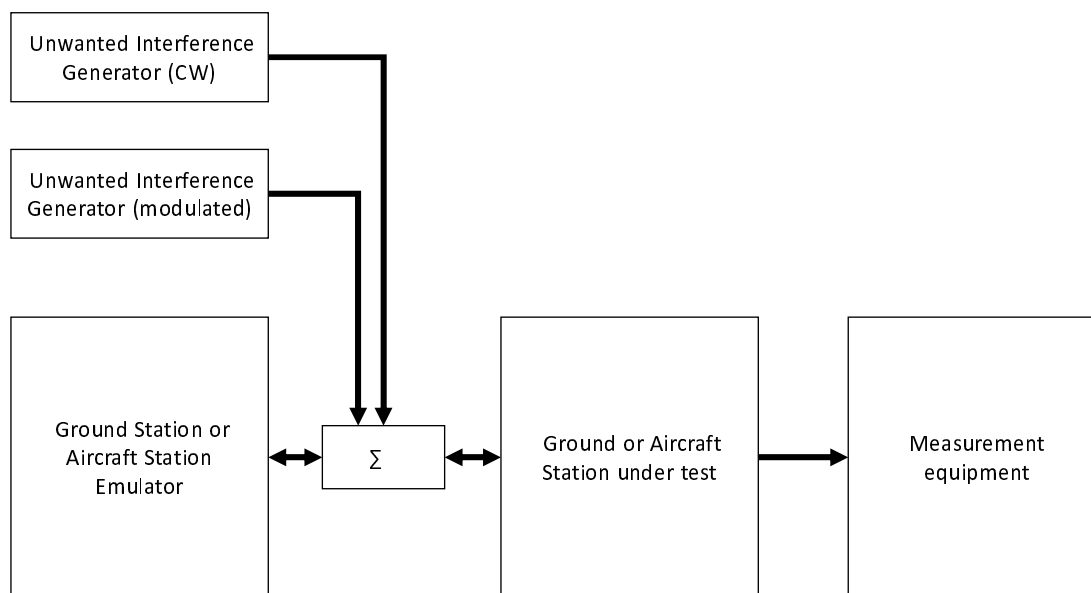 Unwanted Interference
Generator (CW)
Unwanted Interference
Generator (modulated)
Ground Station or
Aircraft Station
Emulator
Σ
Ground or Aircraft
Station under test
Measurement
equipment